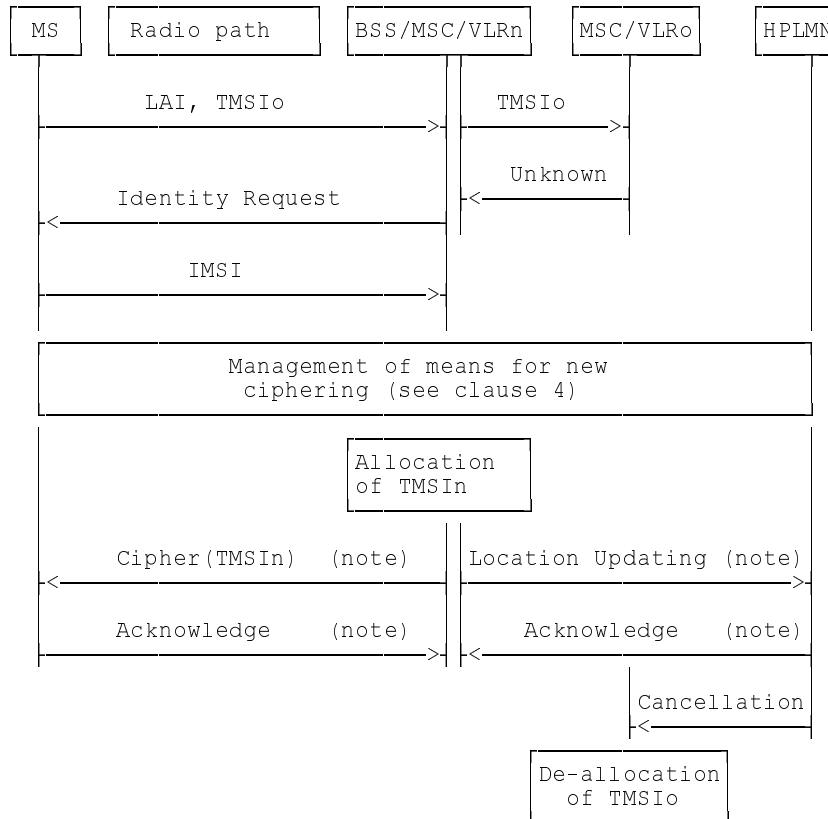 MS Radio path BSS/MSC/VLRn MSC/VLRo HPLMN
LAI, TMSIo TMSIo
Unknown
Identity Request
IMSI
Management of means for new
ciphering (see clause 4)
Allocation
of TMSIn
Cipher(TMSIn) (note) Location Updating (note)
Acknowledge (note) Acknowledge (note)
Cancellation
De-allocation
of TMSIo